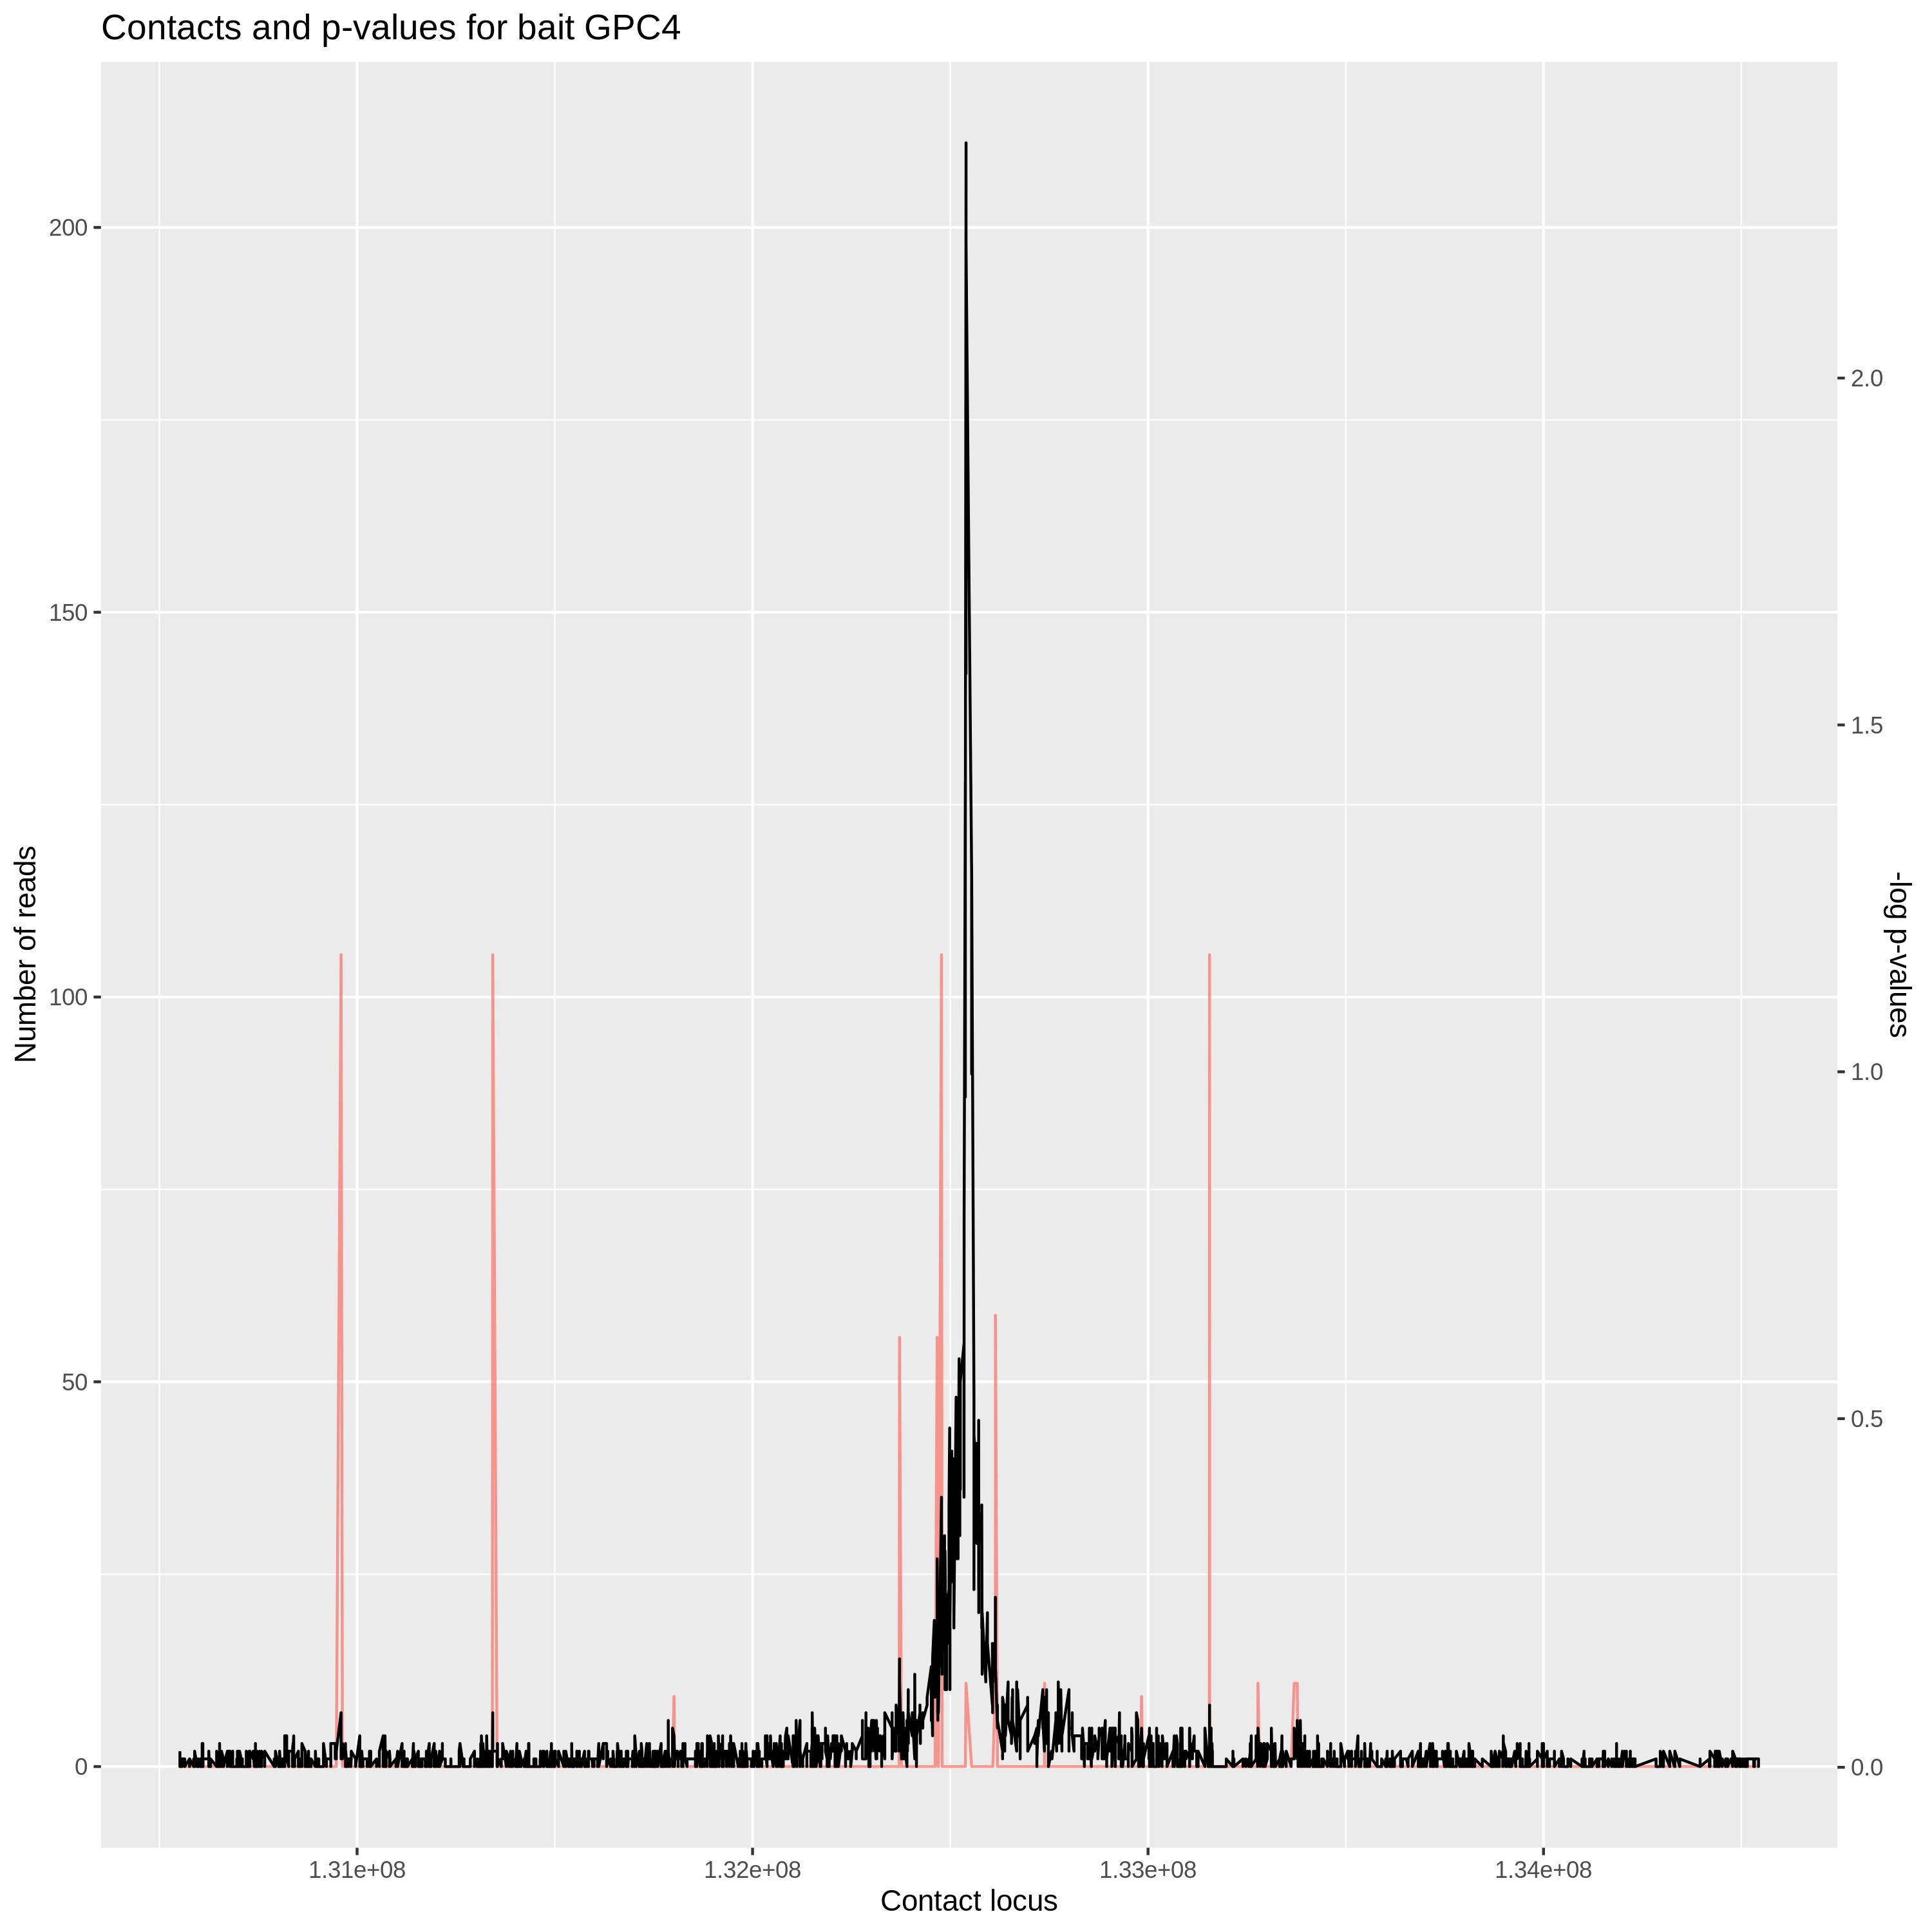 Contacts and p-values for bait GPC4
200
150
100
50
0
Number of reads
2.0
1.5
1.0
0.5
0.0
-log p-values
1.31e+08
1.32e+08
1.33e+08
1.34e+08
Contact locus